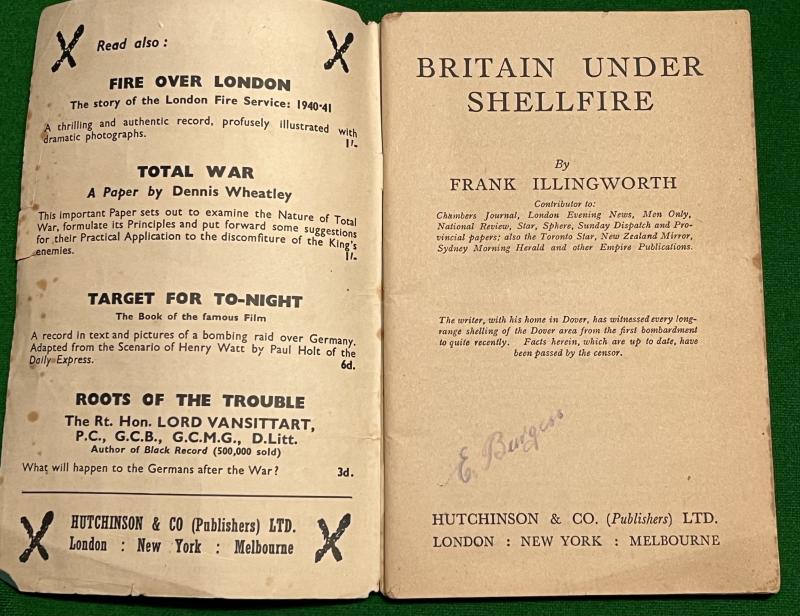 Read also :
FIRE OVER LONDON
The story of the London Fire Service: 1940-41
A thrilling and authentic record, profusely illustrated with
dramatic photographs.
1/-
TOTAL WAR
A Paper by Dennis Wheatley
This important Paper sets out to examine the Nature of Total
War, formulate its Principles and put forward some suggestions
for their Practical Application to the discomfiture of the King's
enemies.
1/-
TARGET FOR TO-NIGHT
The Book of the famous Film
A record in text and pictures of a bombing raid over Germany.
Adapted from the Scenario of Henry Watt by Paul Holt of the
Daily Express.
6d.
ROOTS OF THE TROUBLE
The Rt. Hon. LORD VANSITTART,
P.C., G.C.B., G.C.M.G., D.Litt.
Author of Black Record (500,000 sold)
What will happen to the Germans after the War? 3d.
HUTCHINSON & CO (Publishers) LTD.
London : New York : Melbourne
BRITAIN UNDER
SHELLFIRE
By
FRANK ILLINGWORTH
Contributor to:
Chambers Journal, London Evening News, Men Only,
National Review, Star, Sphere, Sunday Dispatch and Pro-
vincial papers; also the Toronto Star, New Zealand Mirror,
Sydney Morning Herald and other Empire Publications.
The writer, with his home in Dover, has witnessed every long-
range shelling of the Dover area from the first bombardment
to quite recently. Facts herein, which are up to date, have
been passed by the censor.
E. Burgess
HUTCHINSON & CO. (Publishers) LTD.
LONDON : NEW YORK : MELBOURNE